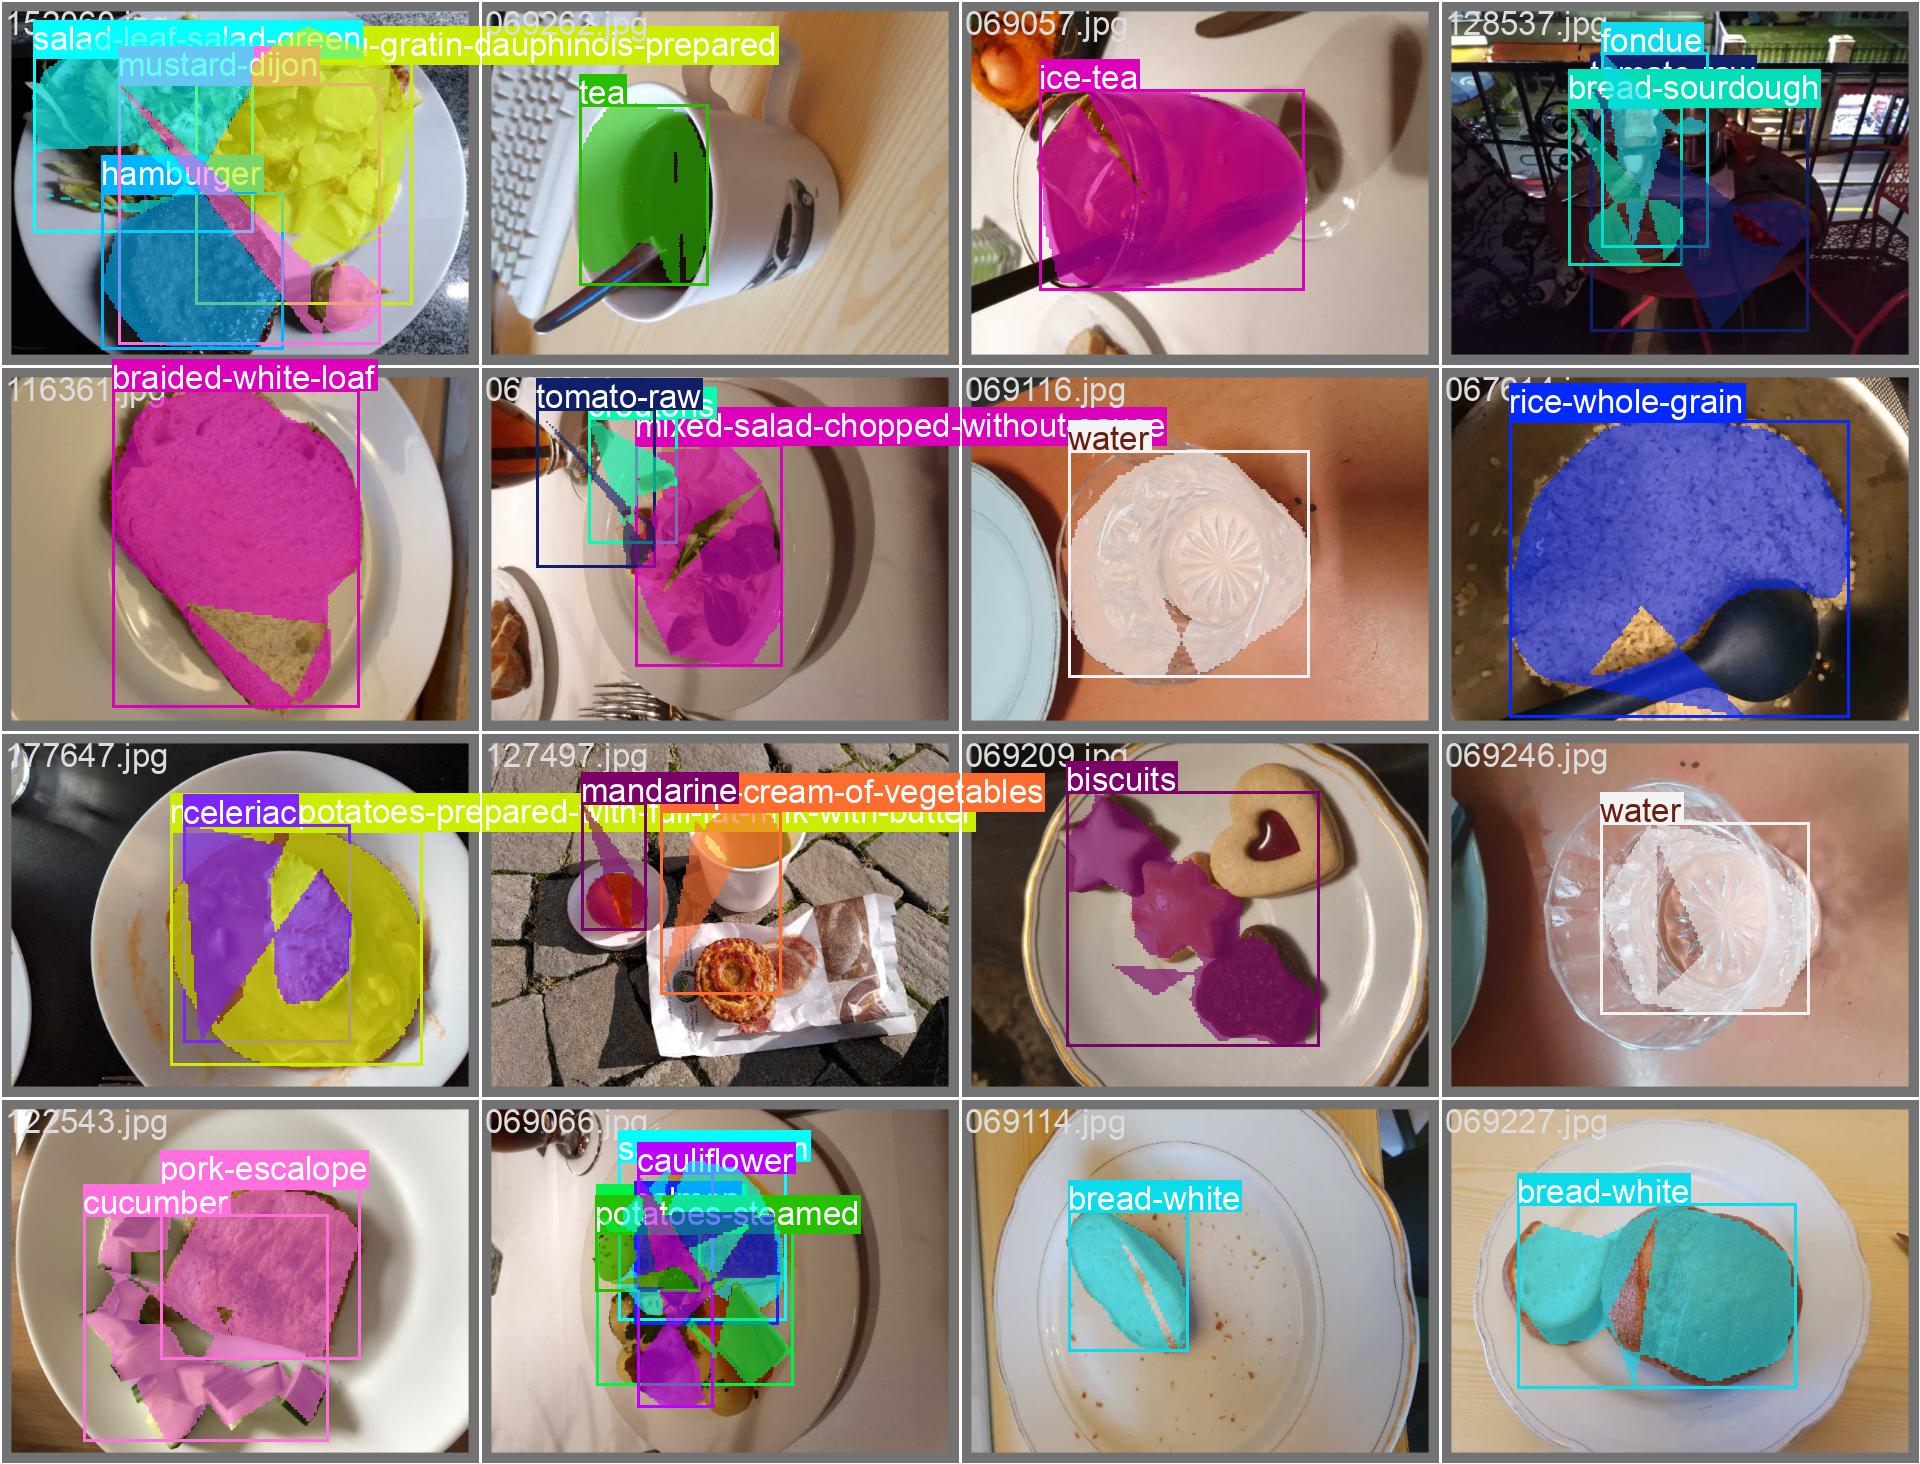 salad-leaf-salad-green
-gratin-dauphinois-prepared
mustard-dijon
hamburger
069262.jpg
tea
069057.jpg
ice-tea
128537.jpg
fondue
tomato-raw
bread-sourdough
116361.jpg
braided-white-loaf
tomato-raw
croutons
mixed-salad-chopped-without
069116.jpg
water
rice-whole-grain
177647.jpg
celeriac
potatoes-prepared-with-full-fat-milk-with-butter
127497.jpg
mandarine
-cream-of-vegetables
069209.jpg
biscuits
069246.jpg
water
122543.jpg
pork-escalope
cucumber
069066.jpg
cauliflower
potatoes-steamed
069114.jpg
bread-white
069227.jpg
bread-white